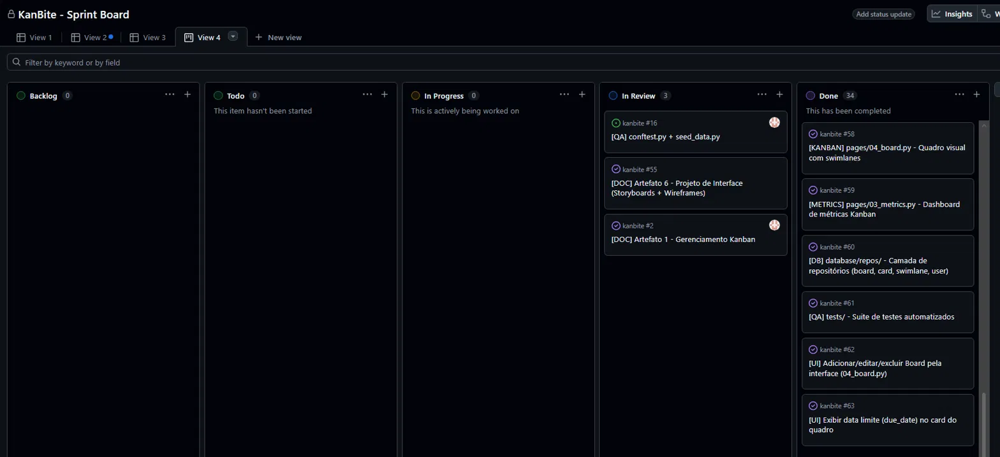 KanBite - Sprint Board
Add status update
Insights
View 1
View 2
View 3
View 4
New view
Filter by keyword or by field
Backlog 0
Todo 0
This item hasn't been started
In Progress 0
This is actively being worked on
In Review 3
kanbite #16
[QA] conftest.py + seed_data.py
kanbite #55
[DOC] Artefato 6 - Projeto de Interface
(Storyboards + Wireframes)
kanbite #2
[DOC] Artefato 1 - Gerenciamento Kanban
Done 34
This has been completed
kanbite #58
[KANBAN] pages/04_board.py - Quadro visual
com swimlanes
kanbite #59
[METRICS] pages/03_metrics.py - Dashboard
de métricas Kanban
kanbite #60
[DB] database/repos/ - Camada de
repositórios (board, card, swimlane, user)
kanbite #61
[QA] tests/ - Suite de testes automatizados
kanbite #62
[UI] Adicionar/editar/excluir Board pela
interface (04_board.py)
kanbite #63
[UI] Exibir data limite (due_date) no card do
quadro